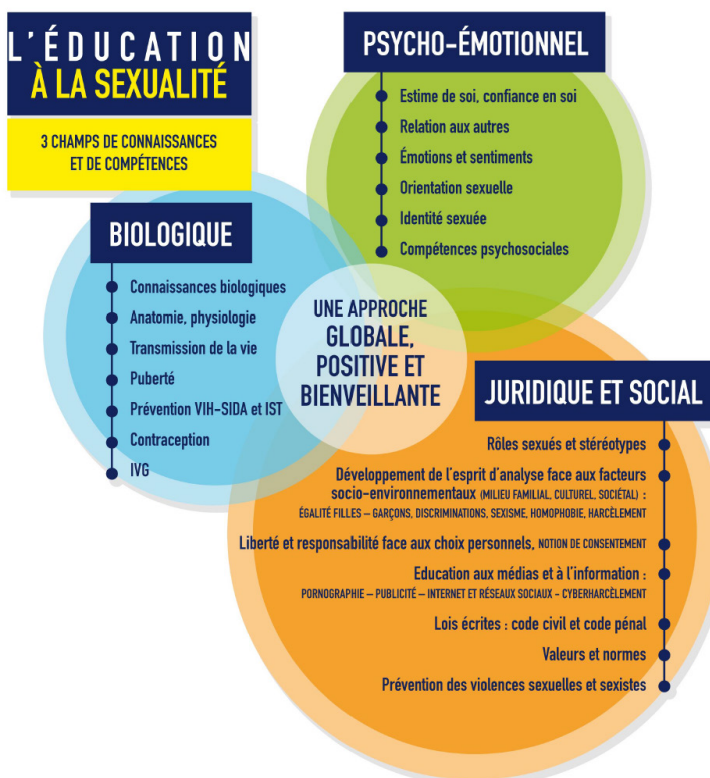 L'ÉDUCATION
À LA SEXUALITÉ
3 CHAMPS DE CONNAISSANCES
ET DE COMPÉTENCES
PSYCHO-ÉMOTIONNEL
Estime de soi, confiance en soi
Relation aux autres
Émotions et sentiments
Orientation sexuelle
Identité sexuée
Compétences psychosociales
BIOLOGIQUE
Connaissances biologiques
Anatomie, physiologie
Transmission de la vie
Puberté
Prévention VIH-SIDA et IST
Contraception
IVG
UNE APPROCHE
GLOBALE,
POSITIVE ET
BIENVEILLANTE
JURIDIQUE ET SOCIAL
Rôles sexués et stéréotypes
Développement de l'esprit d'analyse face aux facteurs
socio-environnementaux (MILIEU FAMILIAL, CULTUREL, SOCIÉTAL) :
ÉGALITÉ FILLES – GARÇONS, DISCRIMINATIONS, SEXISME, HOMOPHOBIE, HARCÈLEMENT
Liberté et responsabilité face aux choix personnels, NOTION DE CONSENTEMENT
Education aux médias et à l'information :
PORNOGRAPHIE – PUBLICITÉ – INTERNET ET RÉSEAUX SOCIAUX - CYBERHARCÈLEMENT
Lois écrites : code civil et code pénal
Valeurs et normes
Prévention des violences sexuelles et sexistes